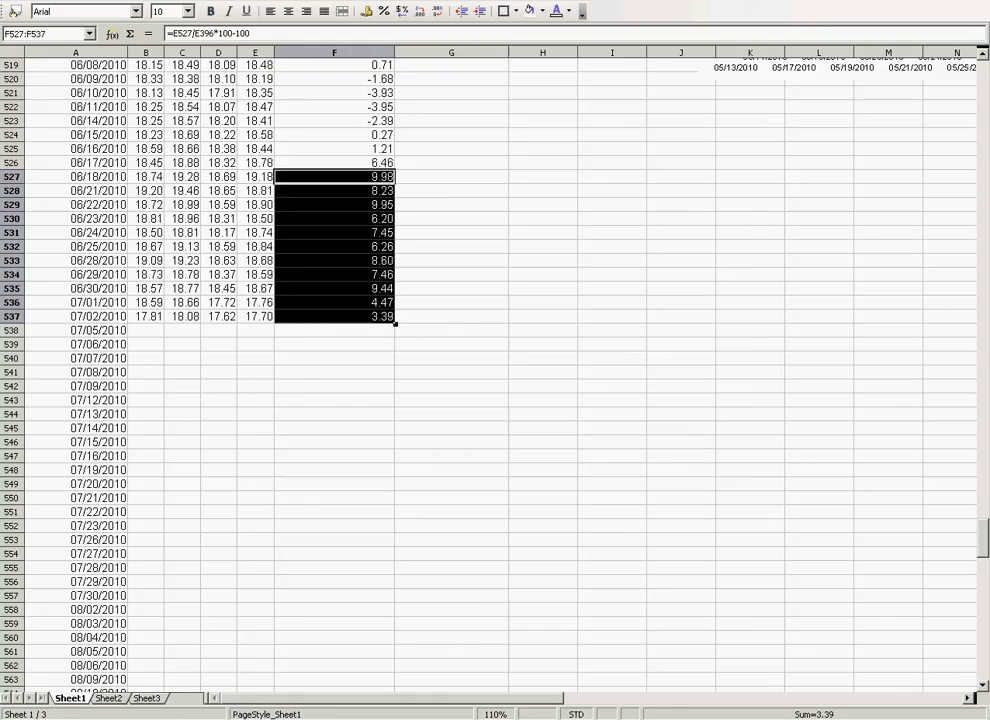 Arial 10 B I U
F527:F537 f(x) Σ = =E527/E396*100-100
A B C D E F G H I J K L M N
519 06/08/2010 18.15 18.49 18.09 18.48 0.71
05/13/2010 05/17/2010 05/19/2010 05/21/2010 05/25/2
520 06/09/2010 18.33 18.38 18.10 18.19 -1.68
521 06/10/2010 18.13 18.45 17.91 18.35 -3.93
522 06/11/2010 18.25 18.54 18.07 18.47 -3.95
523 06/14/2010 18.25 18.57 18.20 18.41 -2.39
524 06/15/2010 18.23 18.69 18.22 18.58 0.27
525 06/16/2010 18.59 18.66 18.38 18.44 1.21
526 06/17/2010 18.45 18.88 18.32 18.78 6.46
527 06/18/2010 18.74 19.28 18.69 19.18 9.98
528 06/21/2010 19.20 19.46 18.65 18.81 8.23
529 06/22/2010 18.72 18.99 18.59 18.90 9.95
530 06/23/2010 18.81 18.96 18.31 18.50 6.20
531 06/24/2010 18.50 18.81 18.17 18.74 7.45
532 06/25/2010 18.67 19.13 18.59 18.84 6.26
533 06/28/2010 19.09 19.23 18.63 18.68 8.60
534 06/29/2010 18.73 18.78 18.37 18.59 7.46
535 06/30/2010 18.57 18.77 18.45 18.67 9.44
536 07/01/2010 18.59 18.66 17.72 17.76 4.47
537 07/02/2010 17.81 18.08 17.62 17.70 3.39
538 07/05/2010
539 07/06/2010
540 07/07/2010
541 07/08/2010
542 07/09/2010
543 07/12/2010
544 07/13/2010
545 07/14/2010
546 07/15/2010
547 07/16/2010
548 07/19/2010
549 07/20/2010
550 07/21/2010
551 07/22/2010
552 07/23/2010
553 07/26/2010
554 07/27/2010
555 07/28/2010
556 07/29/2010
557 07/30/2010
558 08/02/2010
559 08/03/2010
560 08/04/2010
561 08/05/2010
562 08/06/2010
563 08/09/2010
Sheet1 Sheet2 Sheet3
Sheet 1 / 3 PageStyle_Sheet1 110% STD Sum=3.39